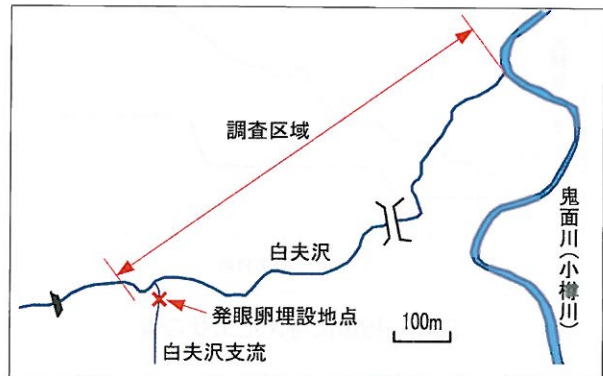 調査区域
鬼面川(小樽川)
白夫沢
発眼卵埋設地点
100m
白夫沢支流